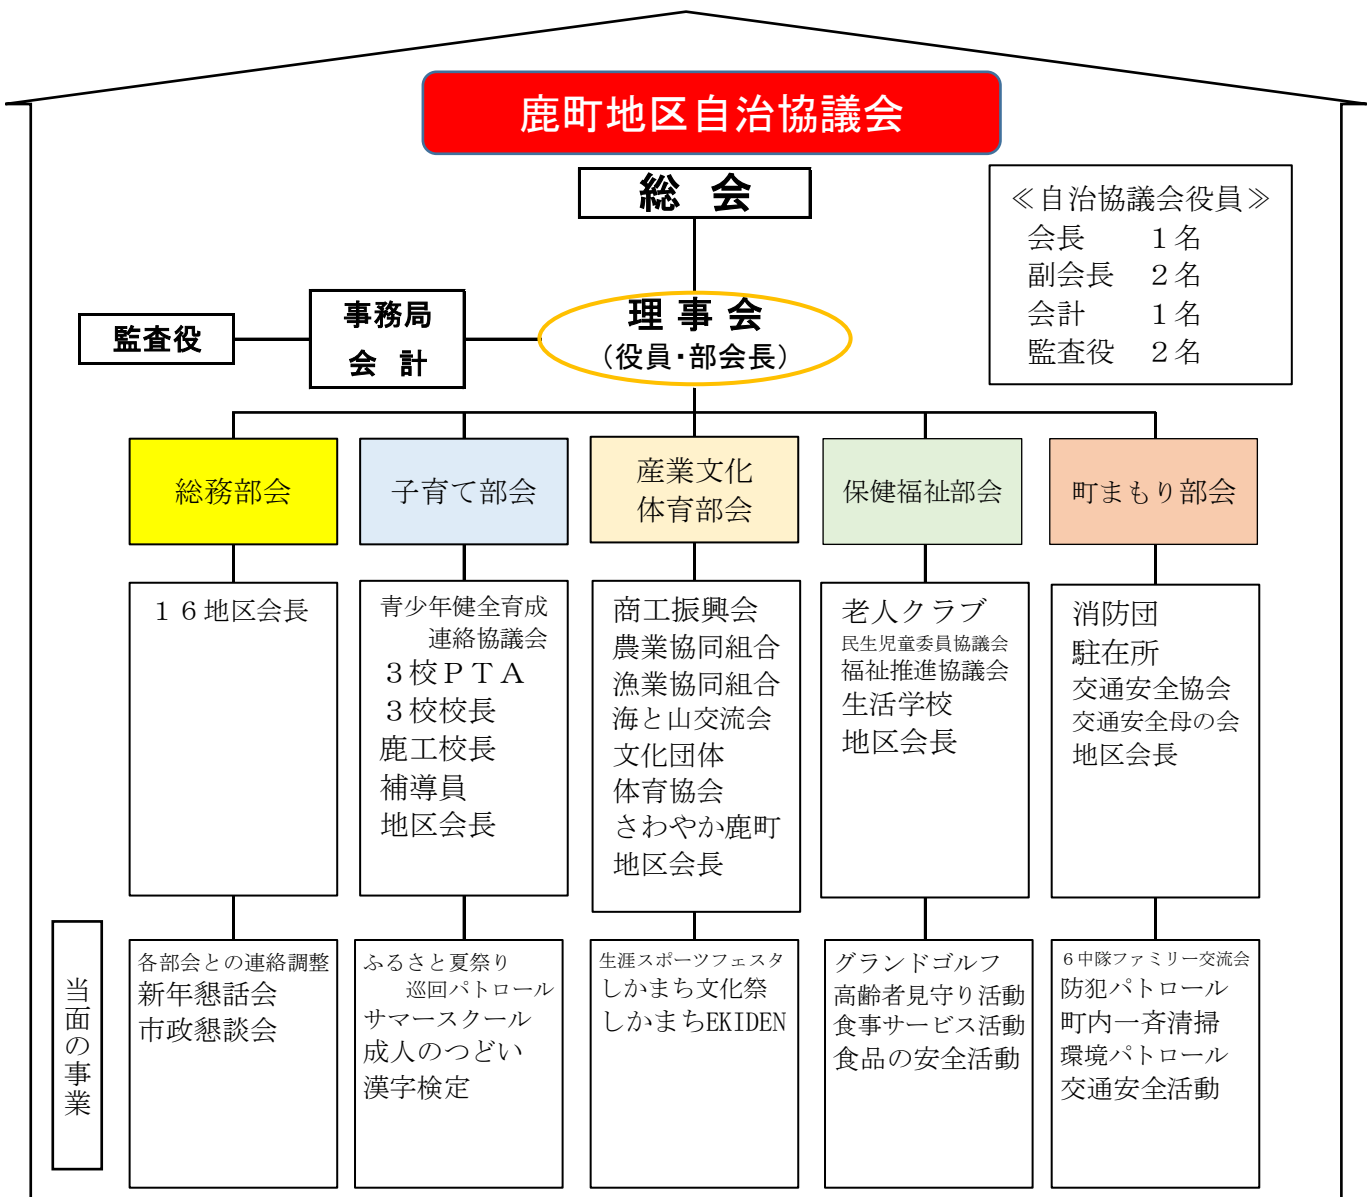 鹿町地区自治協議会
総 会
≪自治協議会役員≫
会長 1名
副会長 2名
会計 1名
監査役 2名
監査役
事務局
会 計
理 事 会
(役員・部会長)
総務部会
子育て部会
産業文化
体育部会
保健福祉部会
町まもり部会
16地区会長
青少年健全育成
連絡協議会
3校PTA
3校校長
鹿工校長
補導員
地区会長
商工振興会
農業協同組合
漁業協同組合
海と山交流会
文化団体
体育協会
さわやか鹿町
地区会長
老人クラブ
民生児童委員協議会
福祉推進協議会
生活学校
地区会長
消防団
駐在所
交通安全協会
交通安全母の会
地区会長
当面の事業
各部会との連絡調整
新年懇話会
市政懇談会
ふるさと夏祭り
巡回パトロール
サマースクール
成人のつどい
漢字検定
生涯スポーツフェスタ
しかまち文化祭
しかまちEKIDEN
グランドゴルフ
高齢者見守り活動
食事サービス活動
食品の安全活動
6中隊ファミリー交流会
防犯パトロール
町内一斉清掃
環境パトロール
交通安全活動